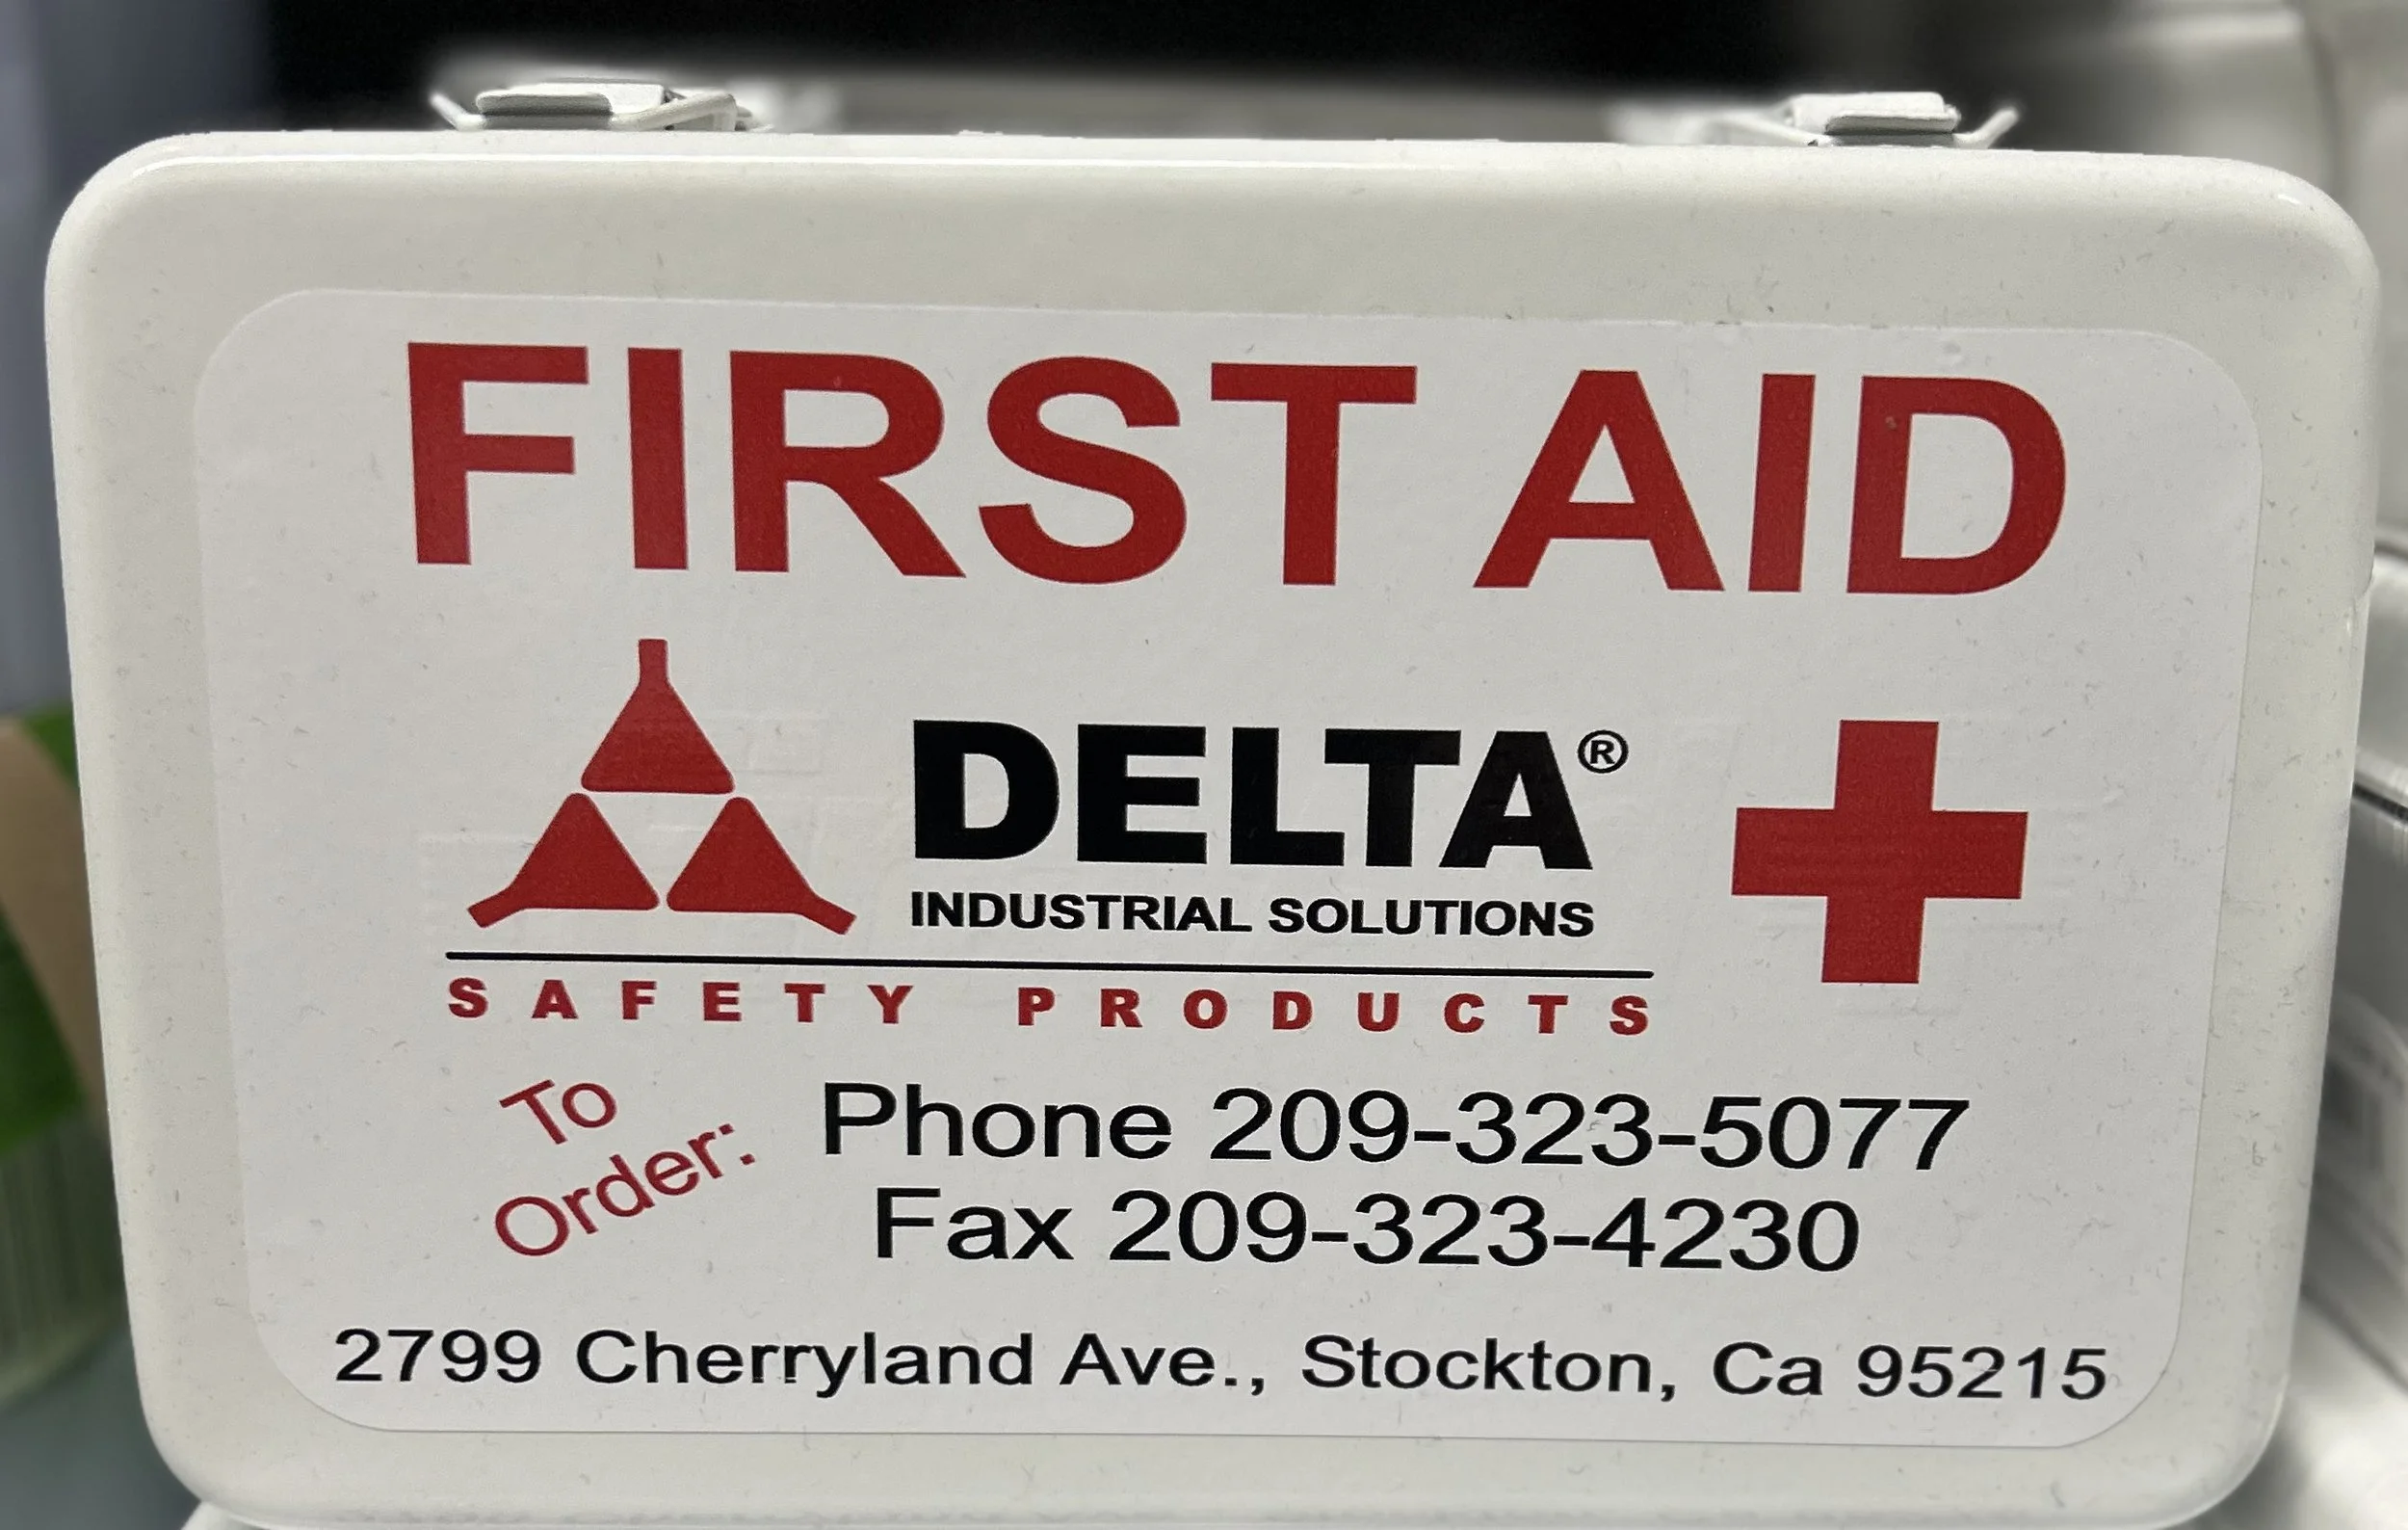 FIRST AID
DELTA®
INDUSTRIAL SOLUTIONS
SAFETY PRODUCTS
To
Order:
Phone 209-323-5077
Fax 209-323-4230
2799 Cherryland Ave., Stockton, Ca 95215